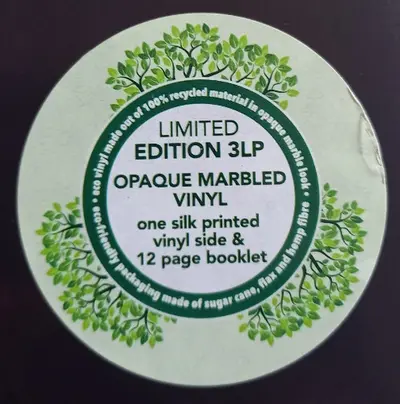 • eco vinyl made out of 100% recycled material in opaque marble look •
LIMITED
EDITION 3LP
OPAQUE MARBLED
VINYL
one silk printed
vinyl side &
12 page booklet
eco-friendly packaging made of sugar cane, flax and hemp fibre